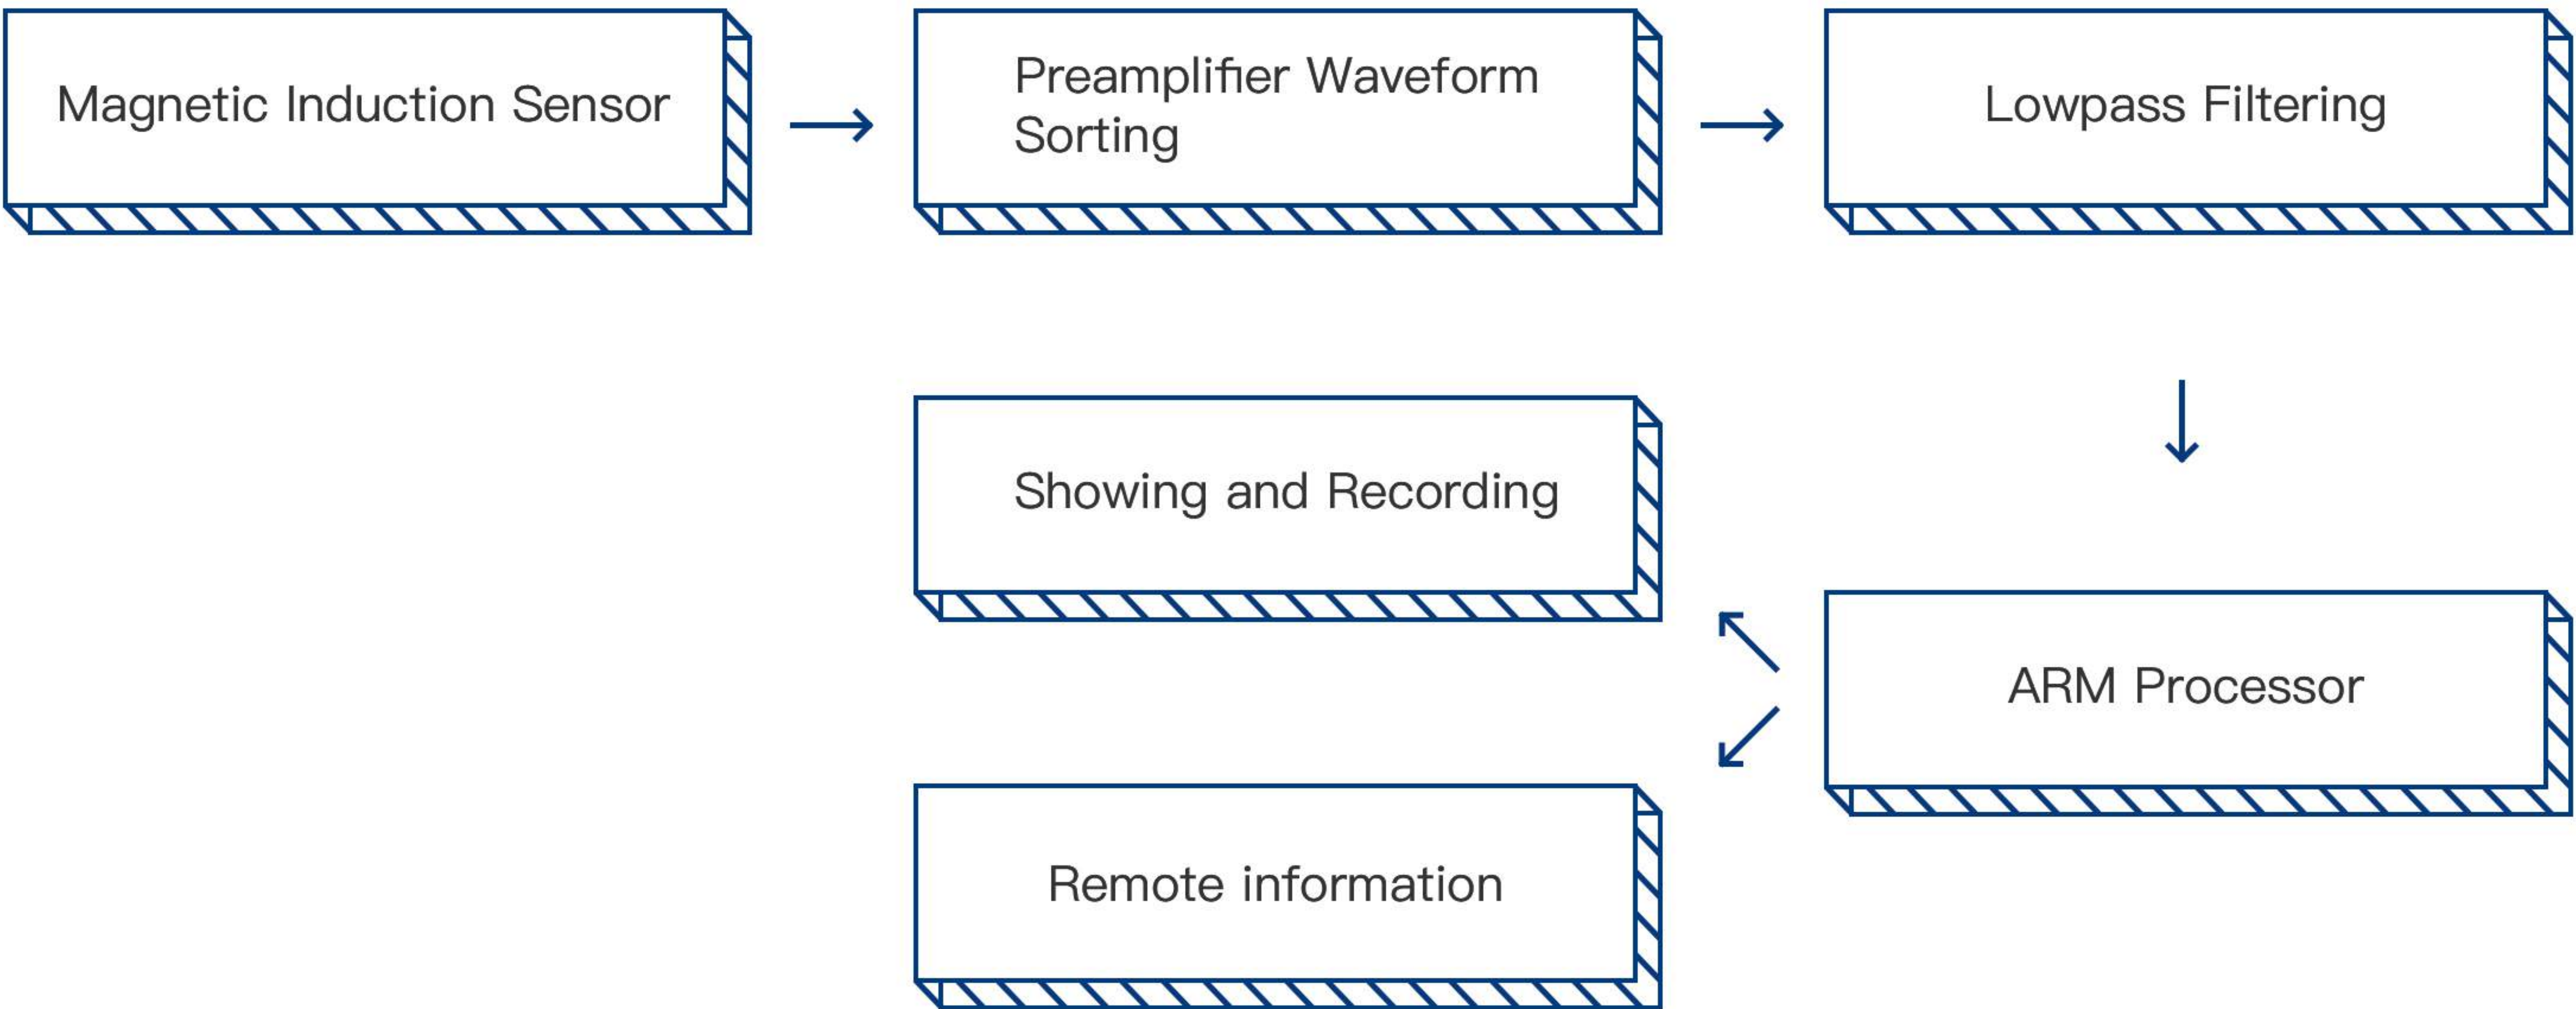 Magnetic Induction Sensor
Preamplifier Waveform
Sorting
Lowpass Filtering
Showing and Recording
ARM Processor
Remote information